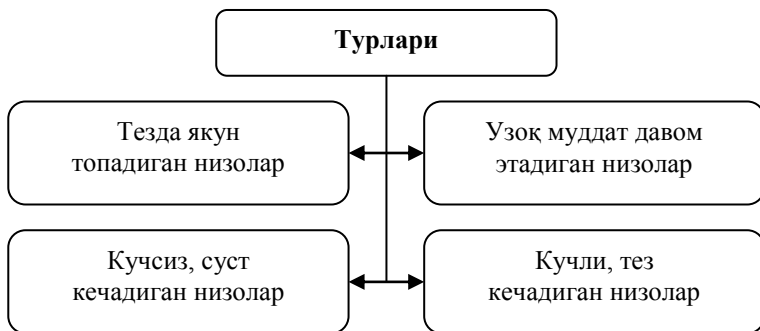 Турлари
Тезда якун
топадиган низолар
Узоқ муддат давом
этадиган низолар
Кучсиз, суст
кечадиган низолар
Кучли, тез
кечадиган низолар